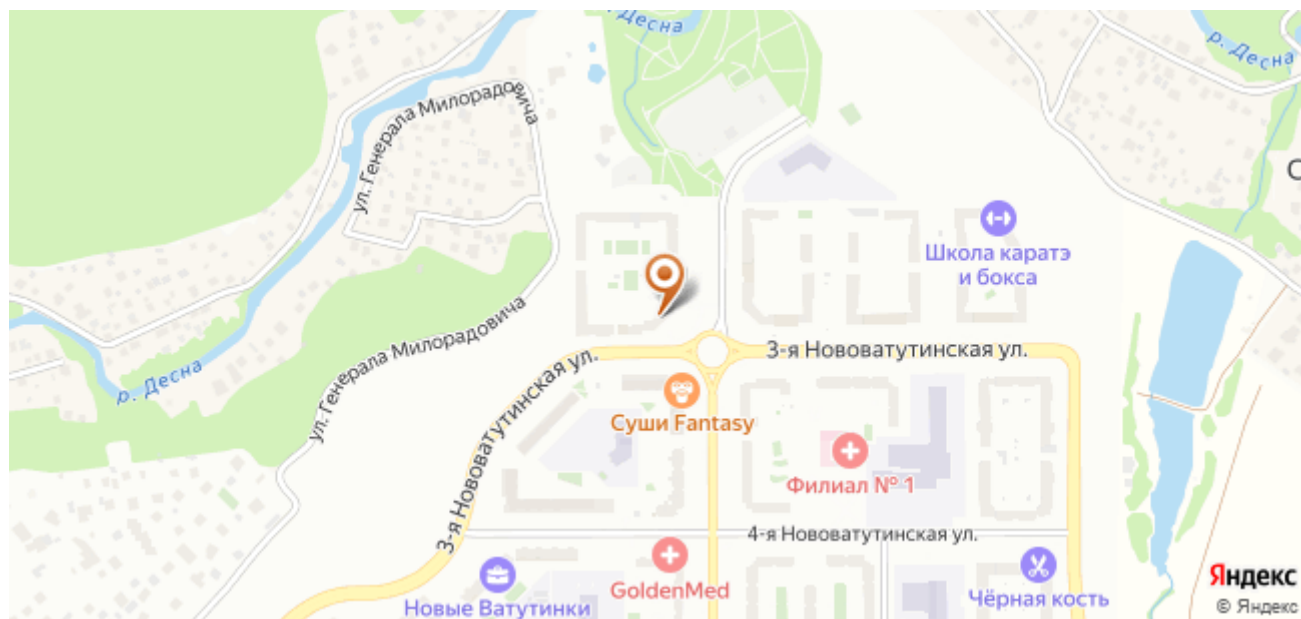 Десна
р. Десна
ул. Генерала Милорадовича
Школа каратэ
и бокса
ул. Генерала Милорадовича
р. Десна
3-я Нововатутинская ул.
3-я Нововатутинская ул.
Суши Fantasy
Филиал № 1
4-я Нововатутинская ул.
GoldenMed
Новые Ватутинки
Чёрная кость
Яндекс
© Яндекс